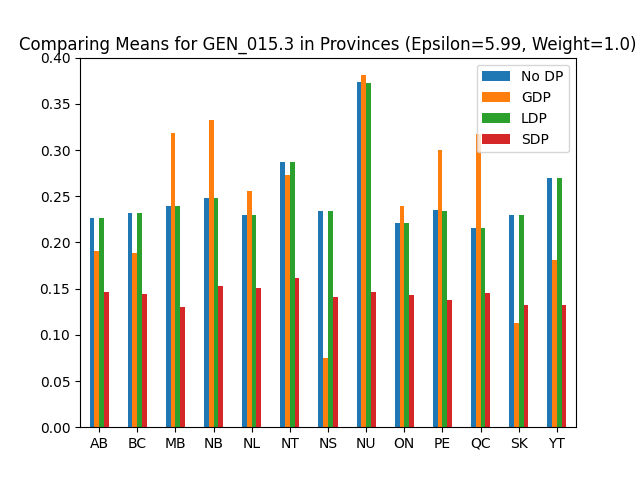 Comparing Means for GEN_015.3 in Provinces (Epsilon=5.99, Weight=1.0)
0.40
0.35
0.30
0.25
0.20
0.15
0.10
0.05
0.00
No DP
GDP
LDP
SDP
AB BC MB NB NL NT NS NU ON PE QC SK YT